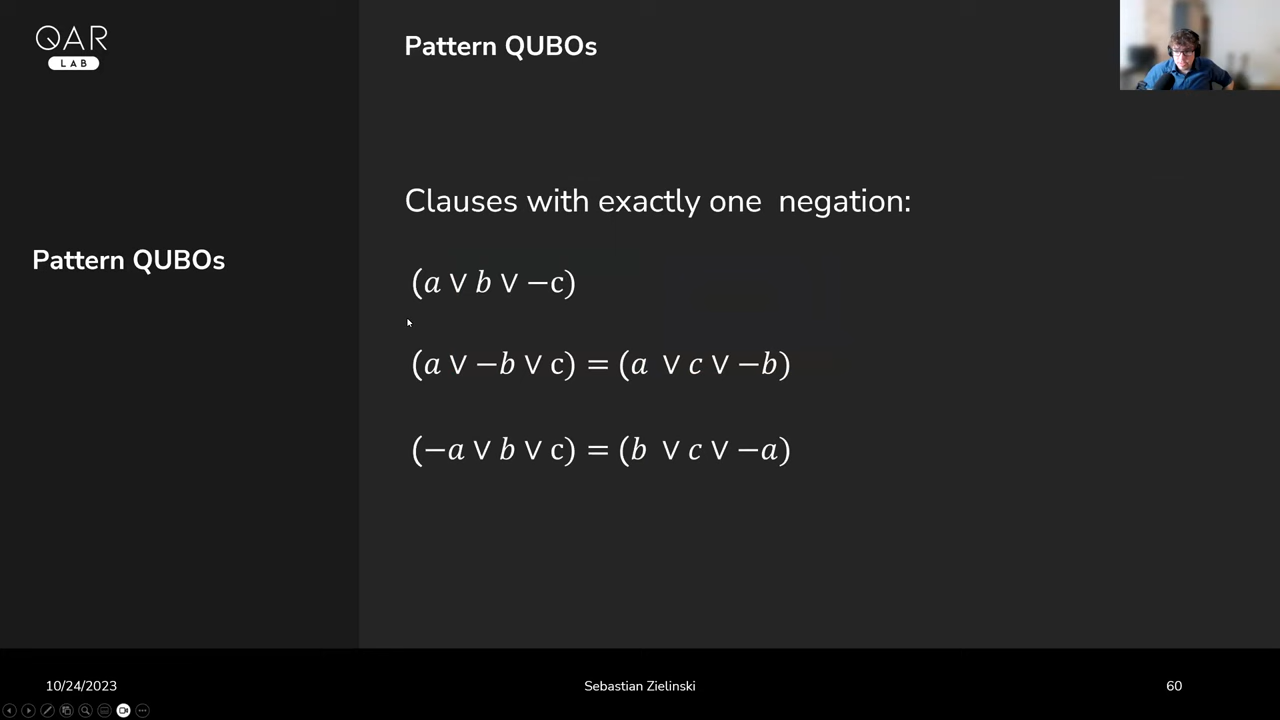 QAR
LAB
Pattern QUBOs
Pattern QUBOs
Clauses with exactly one  negation:
(a ∨ b ∨ −c)
(a ∨ −b ∨ c) = (a ∨ c ∨ −b)
(−a ∨ b ∨ c) = (b ∨ c ∨ −a)
10/24/2023
Sebastian Zielinski
60